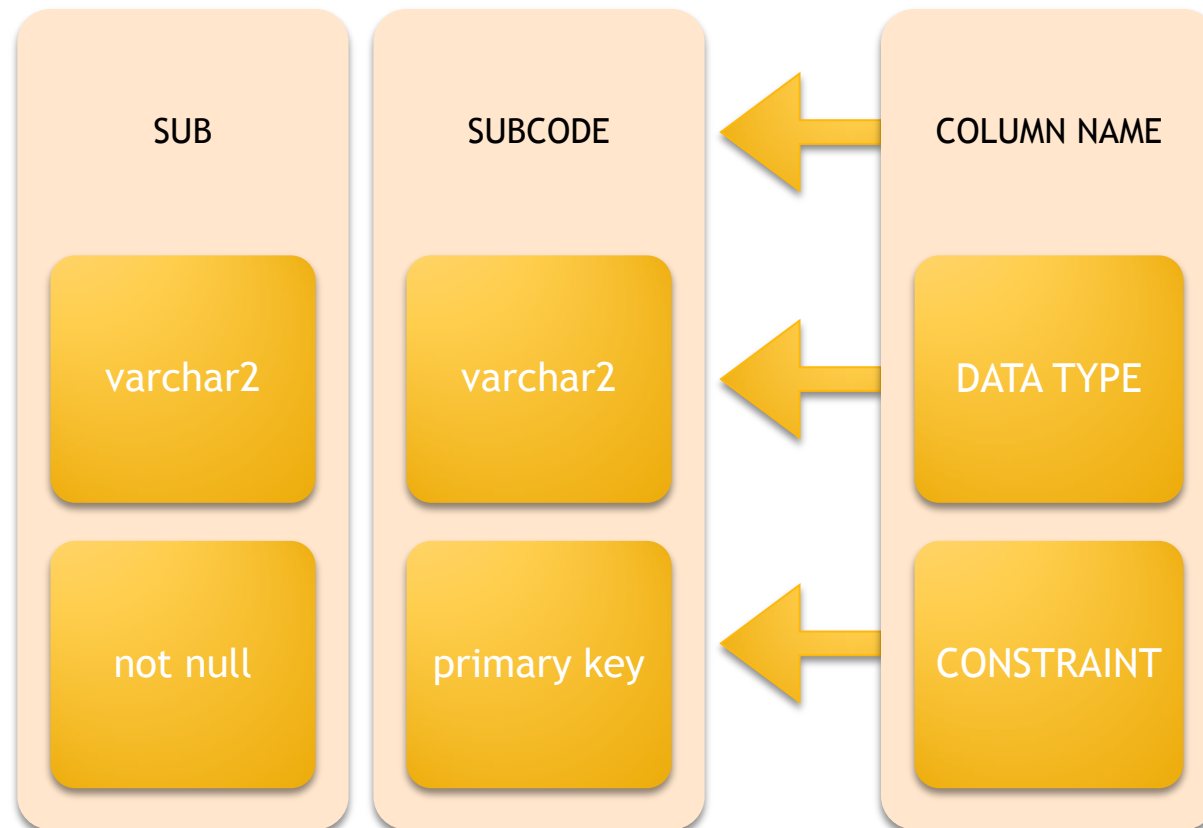 SUB
SUBCODE
COLUMN NAME
varchar2
varchar2
DATA TYPE
not null
primary key
CONSTRAINT